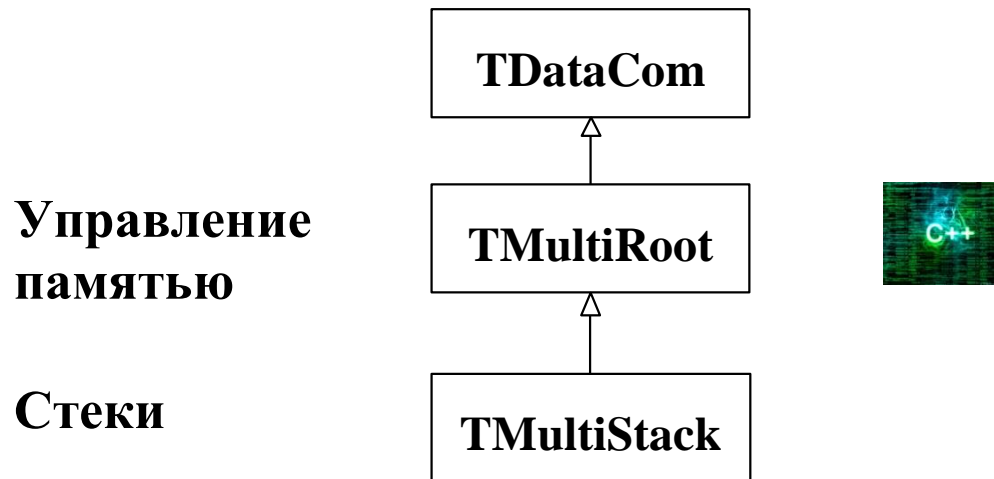 TDataCom
Управление
памятью
TMultiRoot
C++
Стеки
TMultiStack